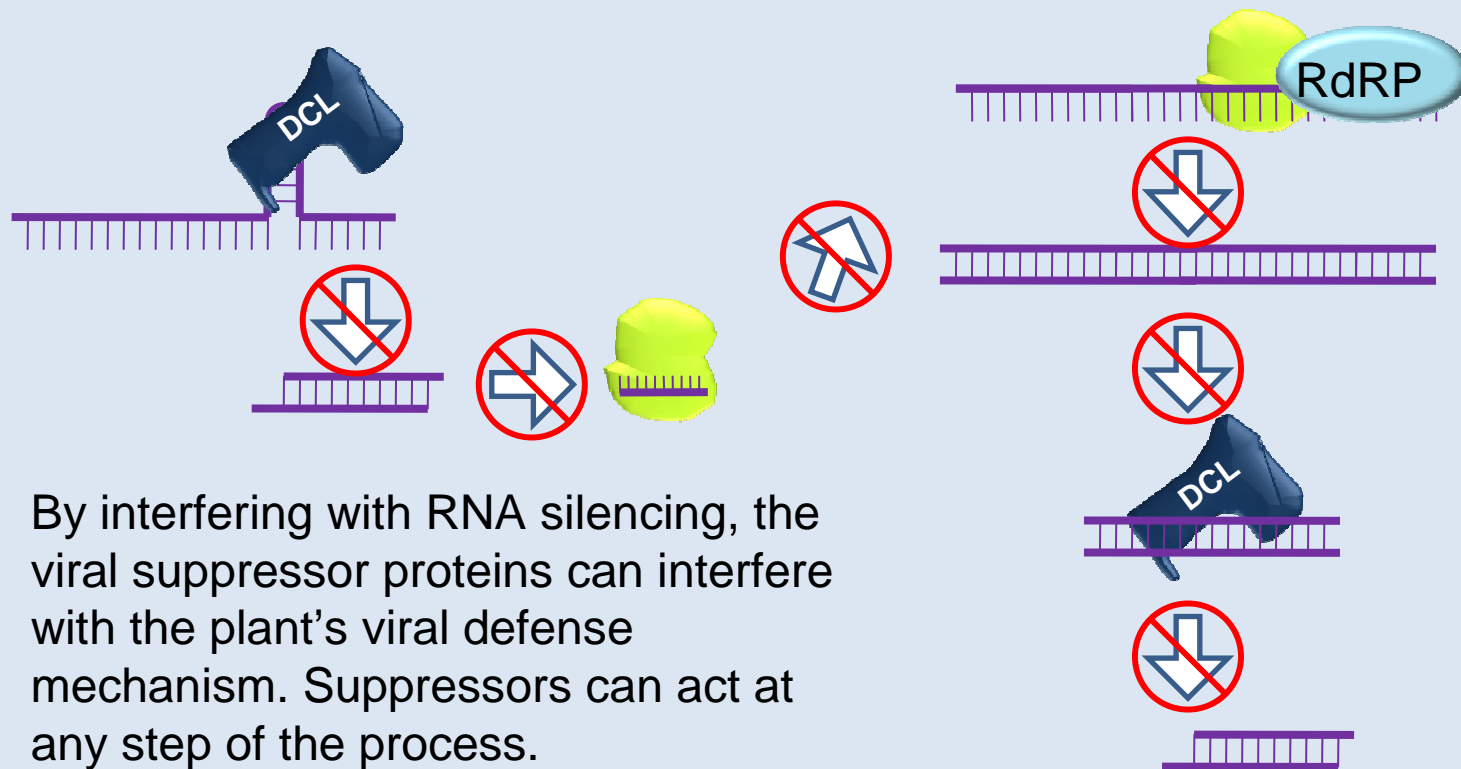 DCL
RdRP
DCL
By interfering with RNA silencing, the
viral suppressor proteins can interfere
with the plant’s viral defense
mechanism. Suppressors can act at
any step of the process.